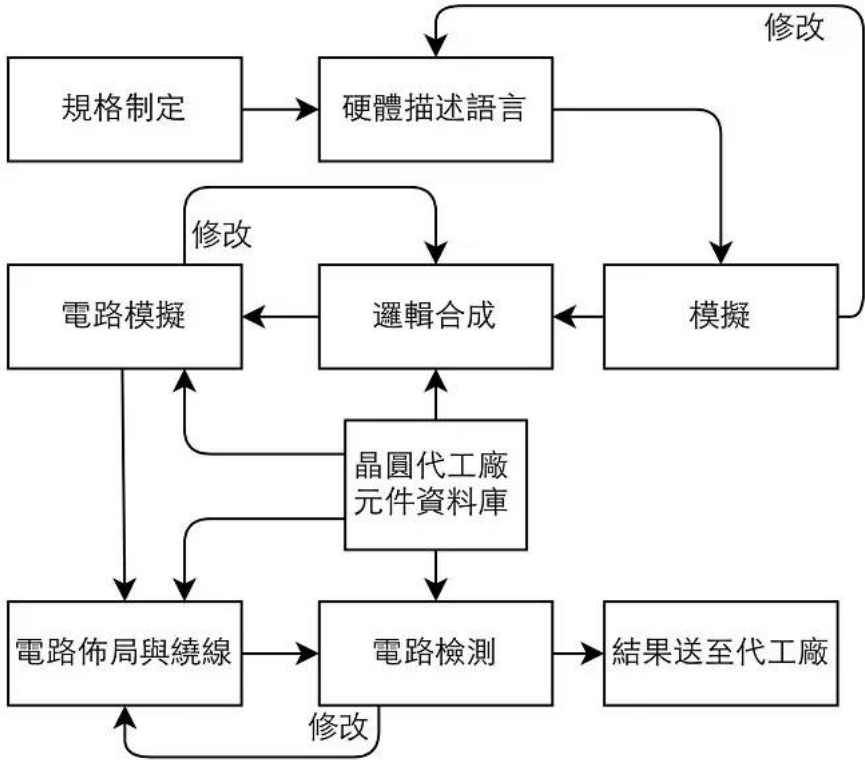 修改
規格制定
硬體描述語言
修改
電路模擬
邏輯合成
模擬
晶圓代工廠
元件資料庫
電路佈局與繞線
電路檢測
結果送至代工廠
修改